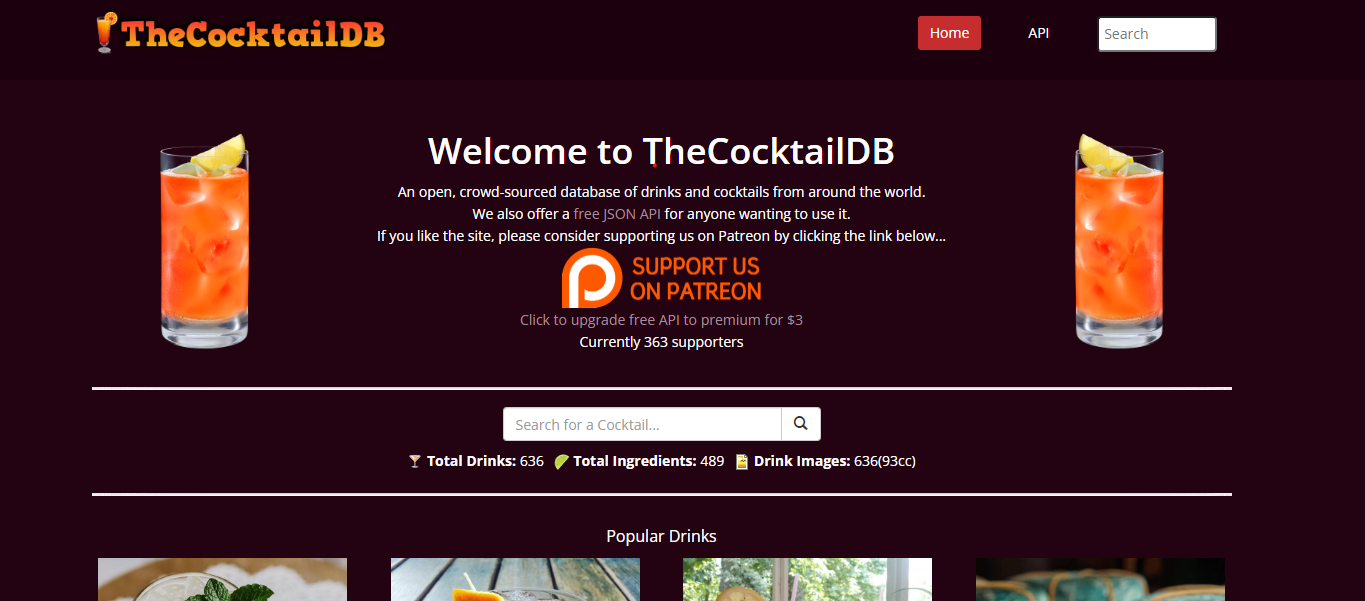 TheCocktailDB
Home
API
Search
Welcome to TheCocktailDB
An open, crowd-sourced database of drinks and cocktails from around the world.
We also offer a free JSON API for anyone wanting to use it.
If you like the site, please consider supporting us on Patreon by clicking the link below...
SUPPORT US
ON PATREON
Click to upgrade free API to premium for $3
Currently 363 supporters
Search for a Cocktail...
Total Drinks: 636 Total Ingredients: 489 Drink Images: 636(93cc)
Popular Drinks